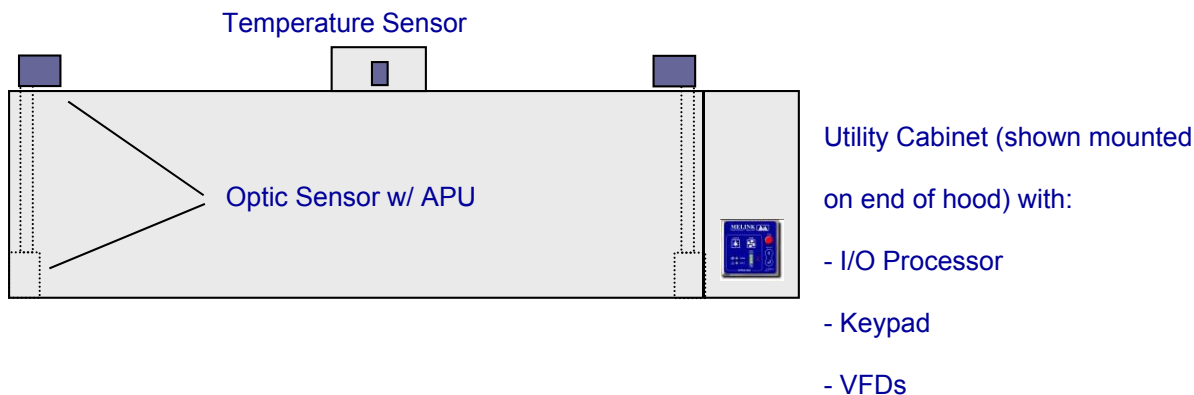 Temperature Sensor
Utility Cabinet (shown mounted
on end of hood) with:
Optic Sensor w/ APU
MELINK
- I/O Processor
- Keypad
- VFDs